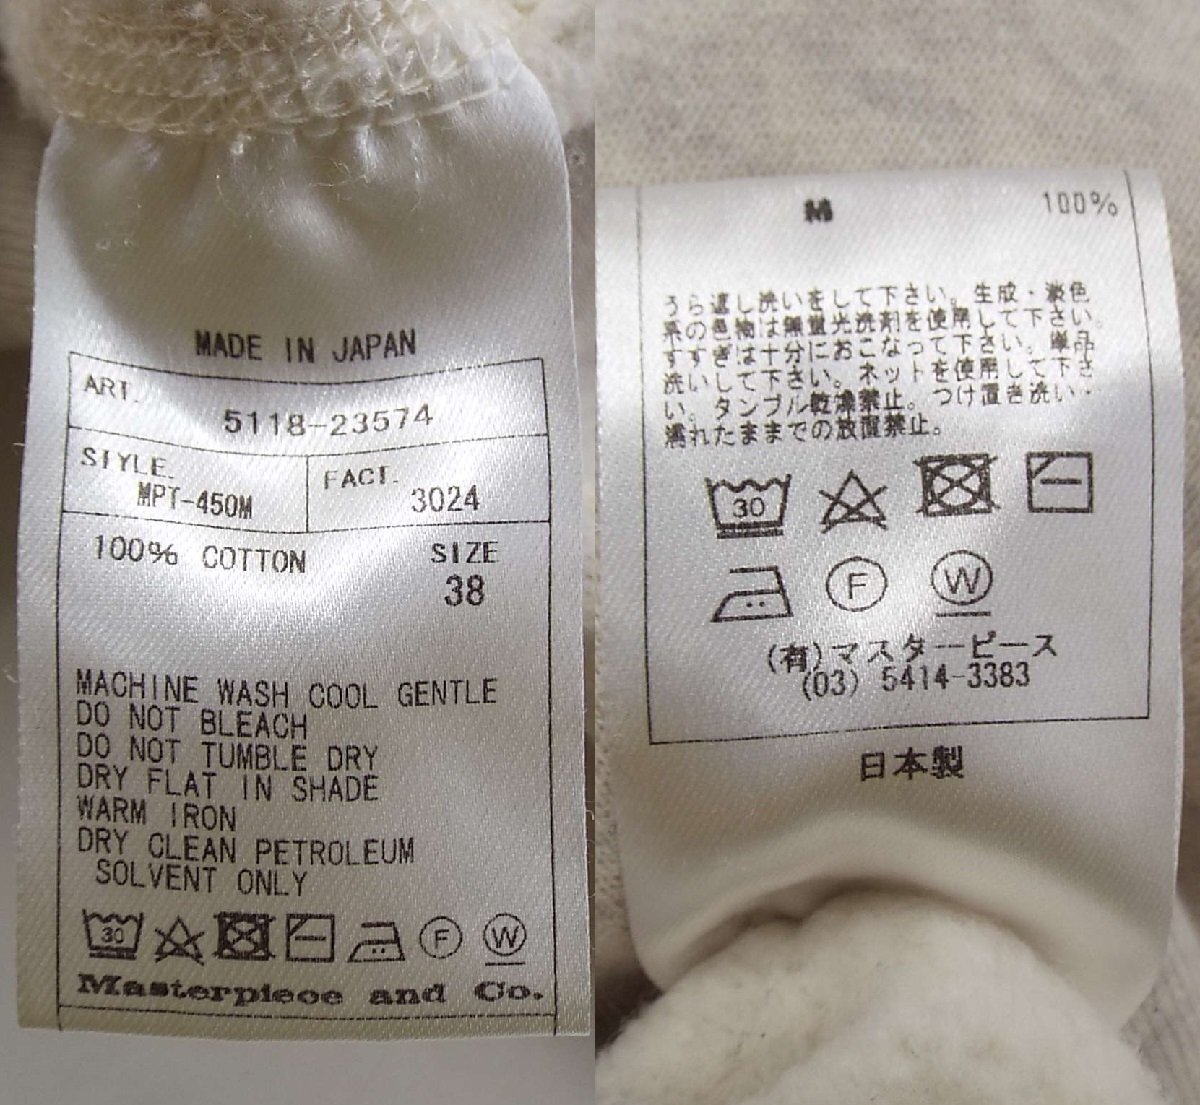 MADE IN JAPAN
ART.
5118-23574
STYLE.
MPT-450M
FACT.
3024
100% COTTON
SIZE
38
MACHINE WASH COOL GENTLE
DO NOT BLEACH
DO NOT TUMBLE DRY
DRY FLAT IN SHADE
WARM IRON
DRY CLEAN PETROLEUM
SOLVENT ONLY
30
F
W
Masterpiece and Co.
M
100%
うら返し洗いをして下さい。生成・淡色
系の色物は無蛍光洗剤を使用して下さい。
すすぎは十分におこなって下さい。単品
洗いして下さい。ネットを使用して下さ
い。タンブル乾燥禁止。つけ置き洗い・
濡れたままでの放置禁止。
30
F
W
(有)マスターピース
(03) 5414-3383
日本製